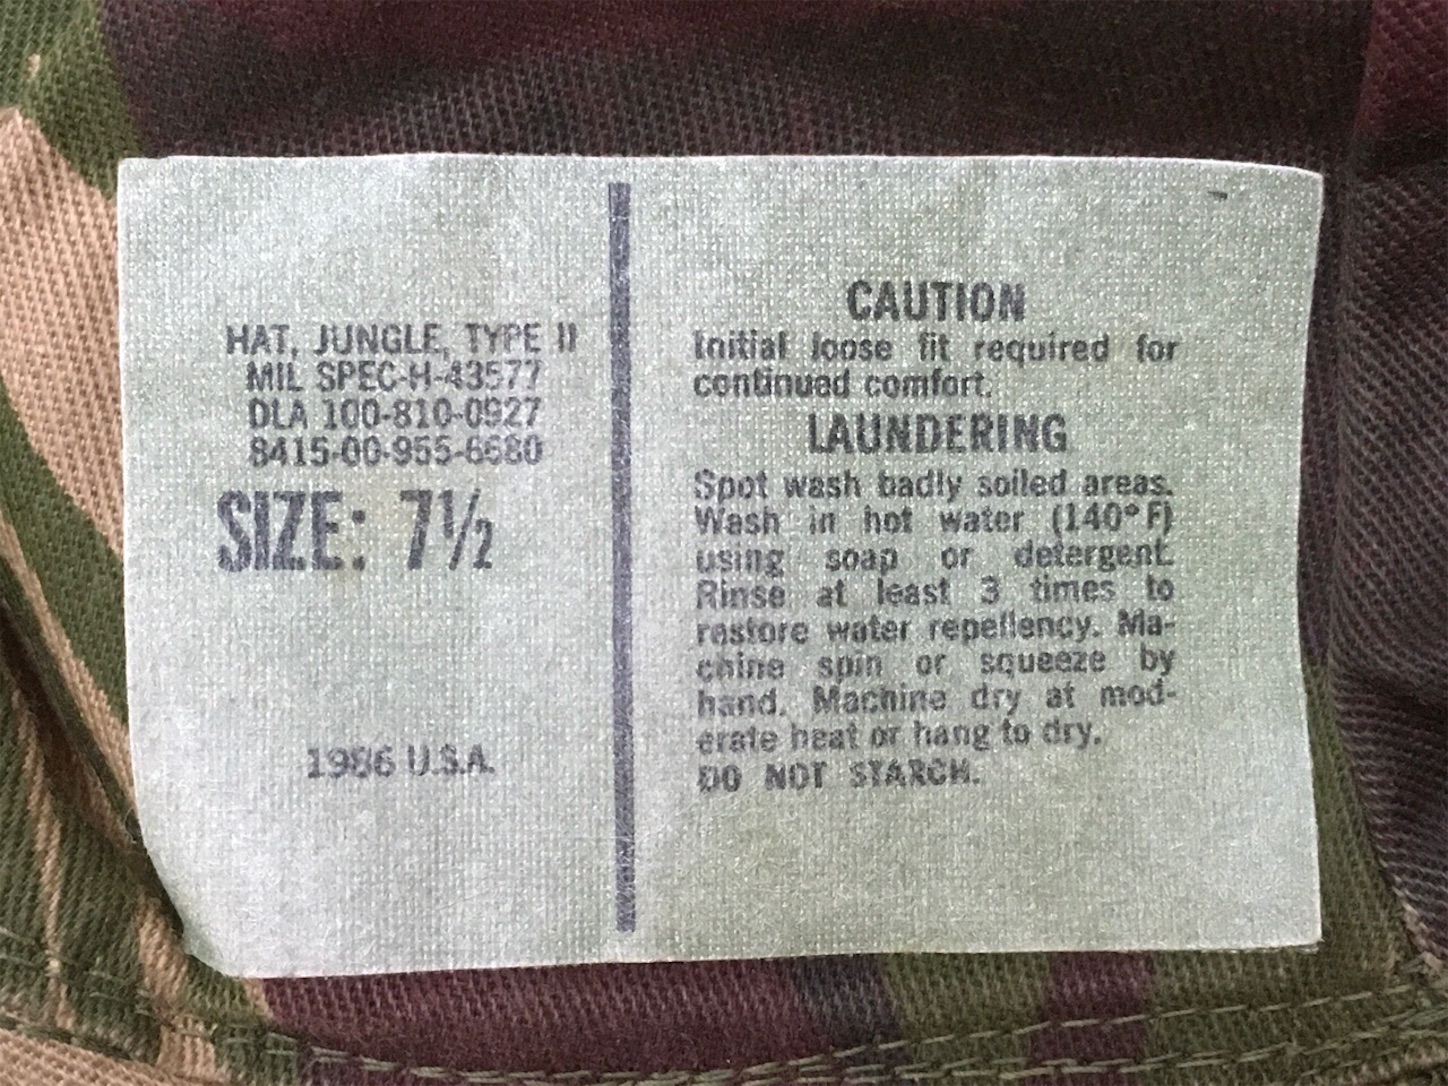 HAT, JUNGLE, TYPE II
MIL SPEC-H-43577
DLA 100-810-0927
8415-00-955-6680
SIZE: 7½
1986 U.S.A.
CAUTION
Initial loose fit required for
continued comfort.
LAUNDERING
Spot wash badly soiled areas.
Wash in hot water (140° F)
using soap or detergent.
Rinse at least 3 times to
restore water repellency. Ma-
chine spin or squeeze by
hand. Machine dry at mod-
erate heat or hang to dry.
DO NOT STARCH.